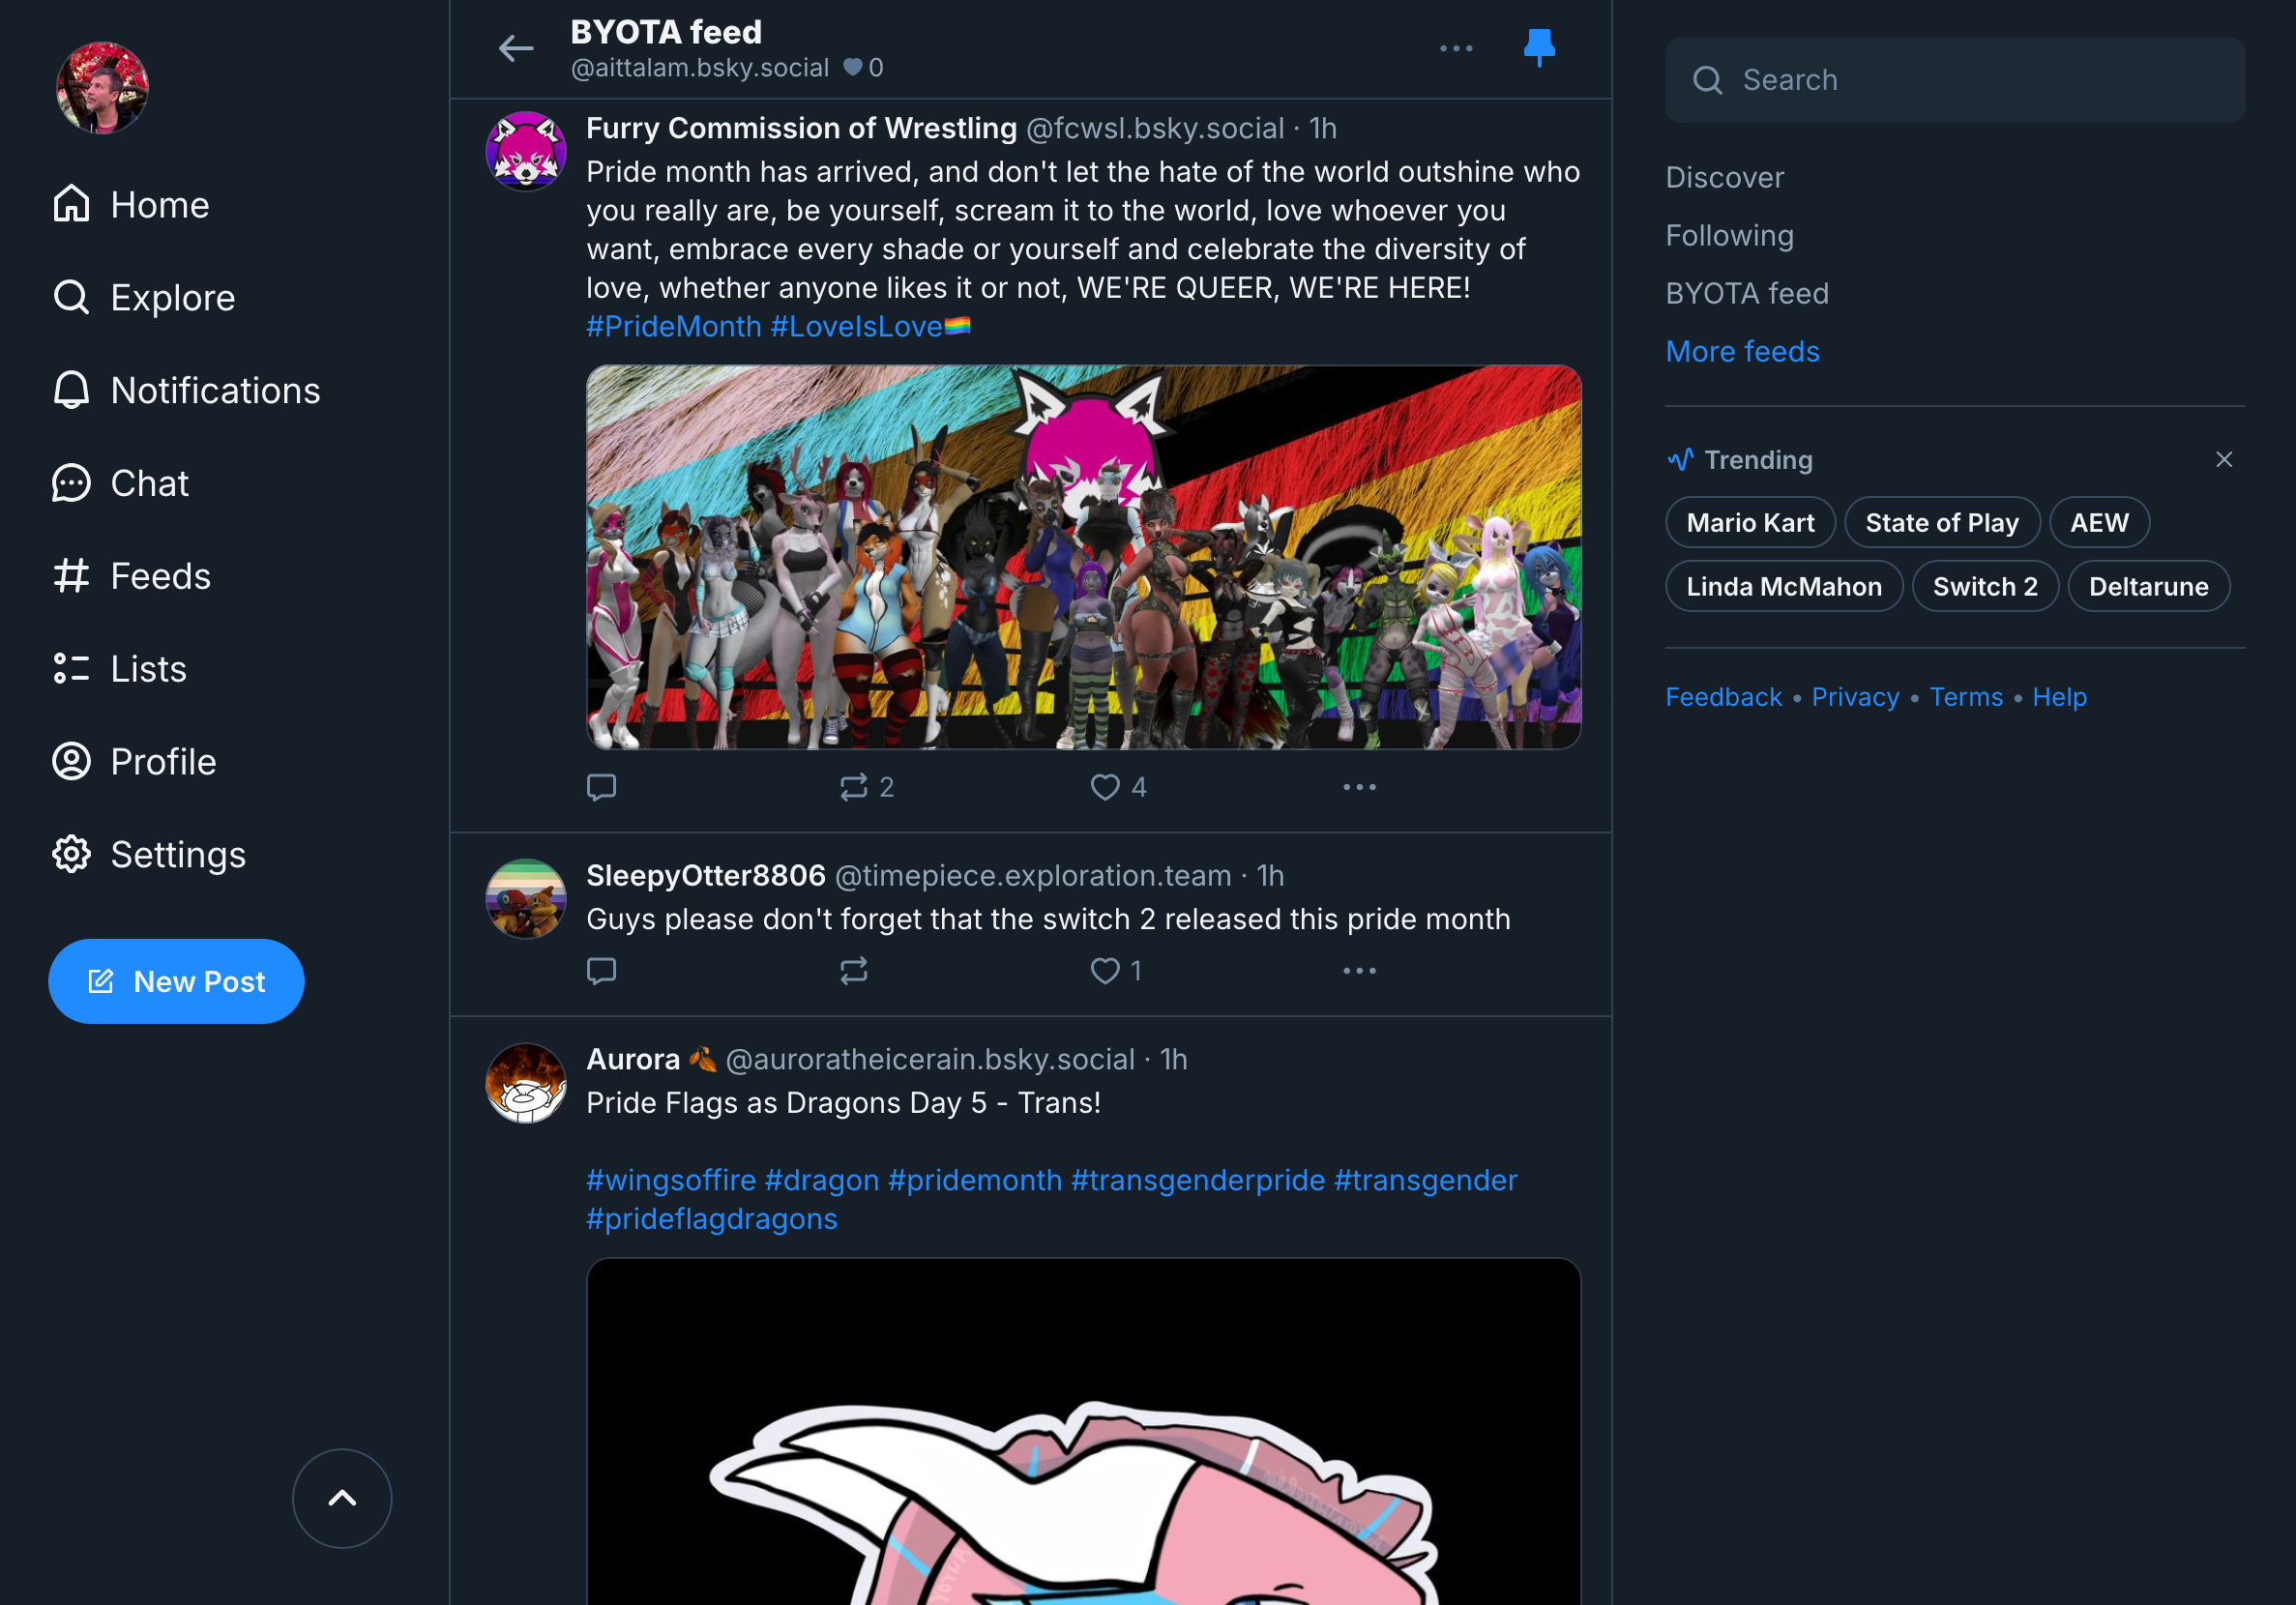 Home
Explore
Notifications
Chat
Feeds
Lists
Profile
Settings
New Post
BYOTA feed
@aittalam.bsky.social 0
Furry Commission of Wrestling @fcwsl.bsky.social · 1h
Pride month has arrived, and don't let the hate of the world outshine who
you really are, be yourself, scream it to the world, love whoever you
want, embrace every shade or yourself and celebrate the diversity of
love, whether anyone likes it or not, WE'RE QUEER, WE'RE HERE!
#PrideMonth #LoveIsLove🏳️‍🌈
2
4
SleepyOtter8806 @timepiece.exploration.team · 1h
Guys please don't forget that the switch 2 released this pride month
1
Aurora 🍂 @auroratheicerain.bsky.social · 1h
Pride Flags as Dragons Day 5 - Trans!
#wingsoffire #dragon #pridemonth #transgenderpride #transgender
#prideflagdragons
Search
Discover
Following
BYOTA feed
More feeds
Trending
Mario Kart State of Play AEW
Linda McMahon Switch 2 Deltarune
Feedback • Privacy • Terms • Help